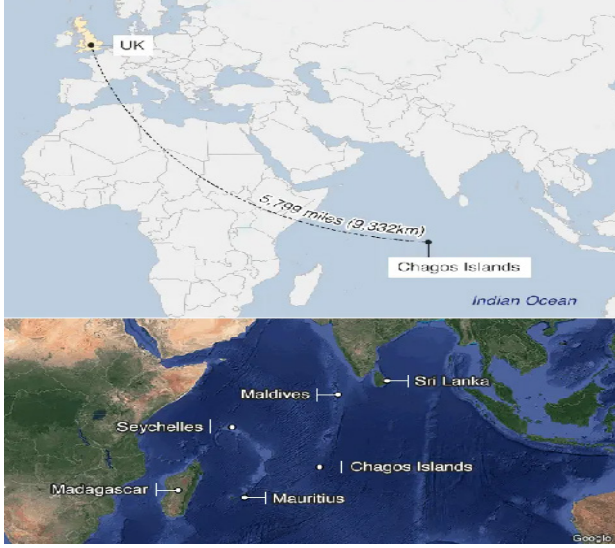 UK
5,799 miles (9,332km)
Chagos Islands
Indian Ocean
Sri Lanka
Maldives
Seychelles
Chagos Islands
Madagascar
Mauritius
Google